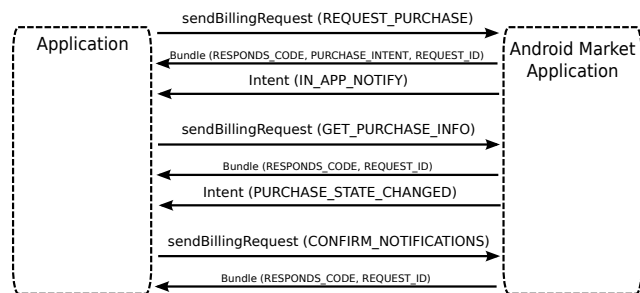 sendBillingRequest (REQUEST_PURCHASE)
Application
Bundle (RESPONDS_CODE, PURCHASE_INTENT, REQUEST_ID)
Android Market
Application
Intent (IN_APP_NOTIFY)
sendBillingRequest (GET_PURCHASE_INFO)
Bundle (RESPONDS_CODE, REQUEST_ID)
Intent (PURCHASE_STATE_CHANGED)
sendBillingRequest (CONFIRM_NOTIFICATIONS)
Bundle (RESPONDS_CODE, REQUEST_ID)